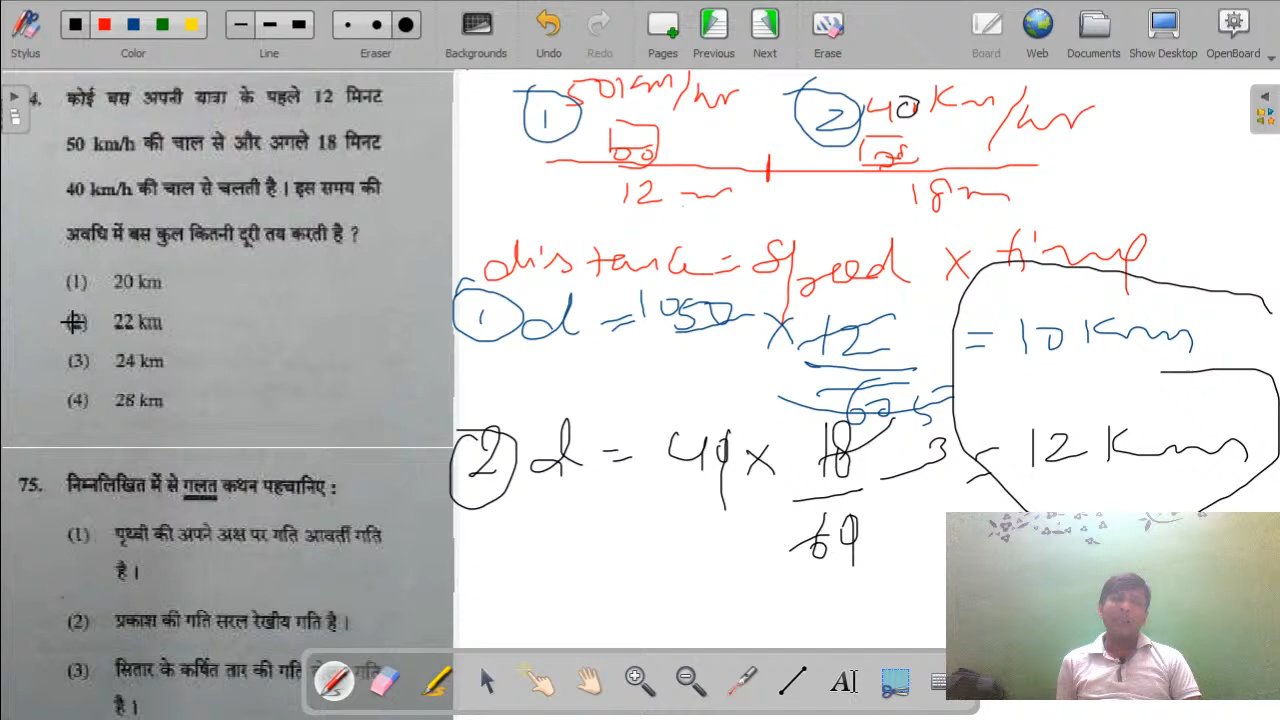 Stylus Color Line Eraser Backgrounds Undo Redo Pages Previous Next Erase Board Web Documents Show Desktop OpenBoard
4. कोई बस अपनी यात्रा के पहले 12 मिनट
50 km/h की चाल से और अगले 18 मिनट
40 km/h की चाल से चलती है । इस समय की
अवधि में बस कुल कितनी दूरी तय करती है ?
(1) 20 km
(2) 22 km
(3) 24 km
(4) 28 km
75. निम्नलिखित में से गलत कथन पहचानिए :
(1) पृथ्वी की अपने अक्ष पर गति आवर्ती गति
है ।
(2) प्रकाश की गति सरल रेखीय गति है ।
(3) सितार के कर्षित तार की गति
है ।
1 50 km/hr 2 40 Km/hr
12 m 18 m
distance = Speed x time
1 d = 10 50 x 12
60 5
= 10 Km
2 d = 40 x 18 3
60
= 12 Km